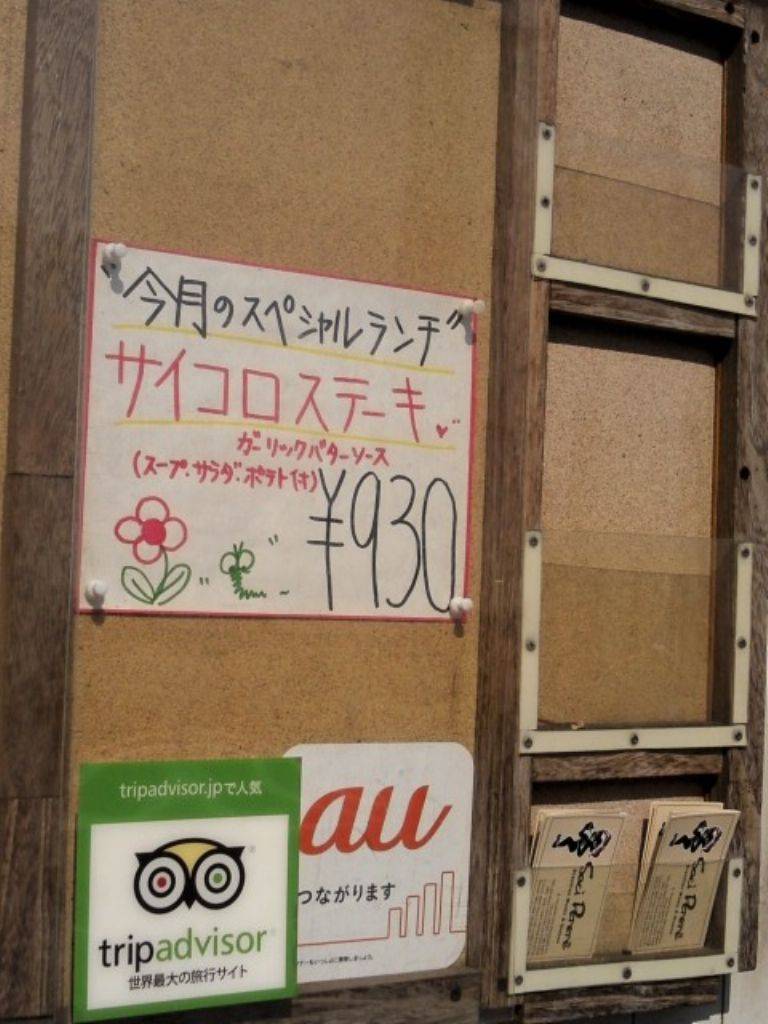 "今月のスペシャルランチ"
サイコロステーキ
ガーリックバターソース
(スープ・サラダ・ポテト付)
¥930
tripadvisor.jpで人気
tripadvisor
世界最大の旅行サイト
au
つながります